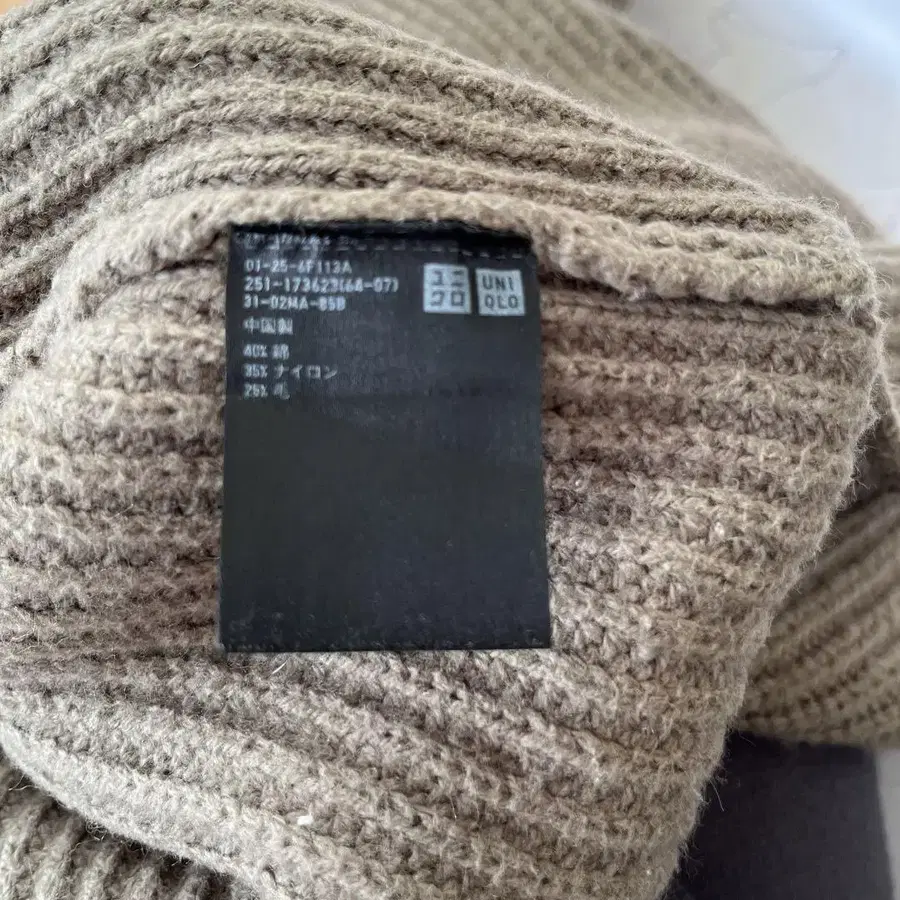 01-25-6F113A
251-173623(64-07)
31-02MA-85B
中国製
40% 綿
35% ナイロン
25% 毛
ユニ
クロ
UNI
QLO